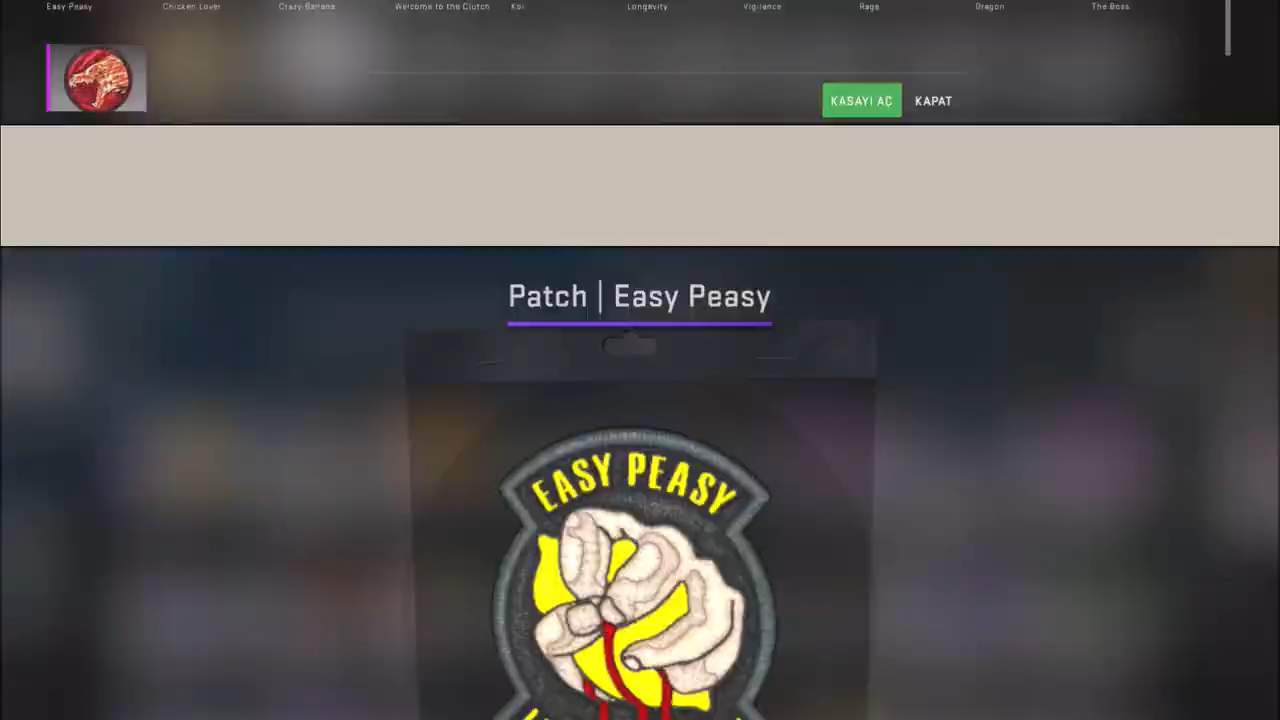 Easy Peasy Chicken Lover Crazy Banana Welcome to the Clutch Koi Longevity Vigilance Rage Dragon The Boss
KASAYI AÇ KAPAT
Patch | Easy Peasy
EASY PEASY